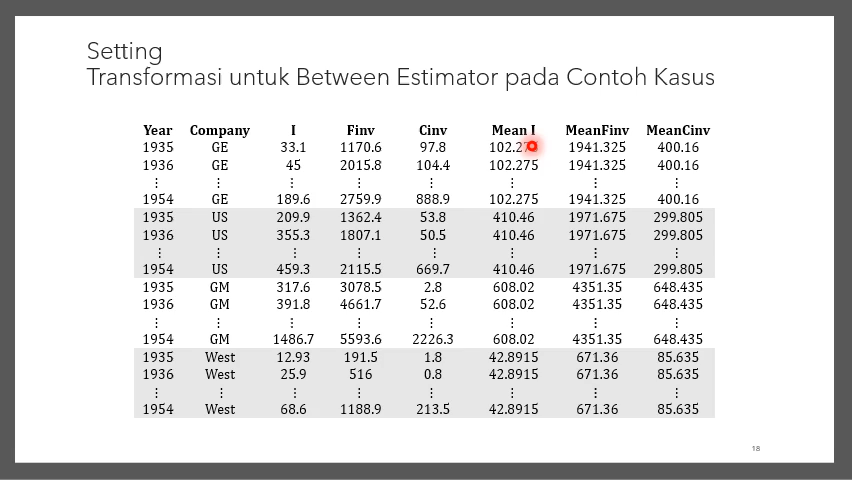 Setting
Transformasi untuk Between Estimator pada Contoh Kasus
Year Company I Finv Cinv Mean I MeanFinv MeanCinv
1935 GE 33.1 1170.6 97.8 102.275 1941.325 400.16
1936 GE 45 2015.8 104.4 102.275 1941.325 400.16
⋮ ⋮ ⋮ ⋮ ⋮ ⋮ ⋮ ⋮
1954 GE 189.6 2759.9 888.9 102.275 1941.325 400.16
1935 US 209.9 1362.4 53.8 410.46 1971.675 299.805
1936 US 355.3 1807.1 50.5 410.46 1971.675 299.805
⋮ ⋮ ⋮ ⋮ ⋮ ⋮ ⋮ ⋮
1954 US 459.3 2115.5 669.7 410.46 1971.675 299.805
1935 GM 317.6 3078.5 2.8 608.02 4351.35 648.435
1936 GM 391.8 4661.7 52.6 608.02 4351.35 648.435
⋮ ⋮ ⋮ ⋮ ⋮ ⋮ ⋮ ⋮
1954 GM 1486.7 5593.6 2226.3 608.02 4351.35 648.435
1935 West 12.93 191.5 1.8 42.8915 671.36 85.635
1936 West 25.9 516 0.8 42.8915 671.36 85.635
⋮ ⋮ ⋮ ⋮ ⋮ ⋮ ⋮ ⋮
1954 West 68.6 1188.9 213.5 42.8915 671.36 85.635
18